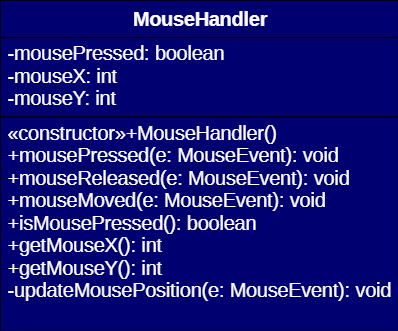 MouseHandler
-mousePressed: boolean
-mouseX: int
-mouseY: int
«constructor»+MouseHandler()
+mousePressed(e: MouseEvent): void
+mouseReleased(e: MouseEvent): void
+mouseMoved(e: MouseEvent): void
+isMousePressed(): boolean
+getMouseX(): int
+getMouseY(): int
-updateMousePosition(e: MouseEvent): void